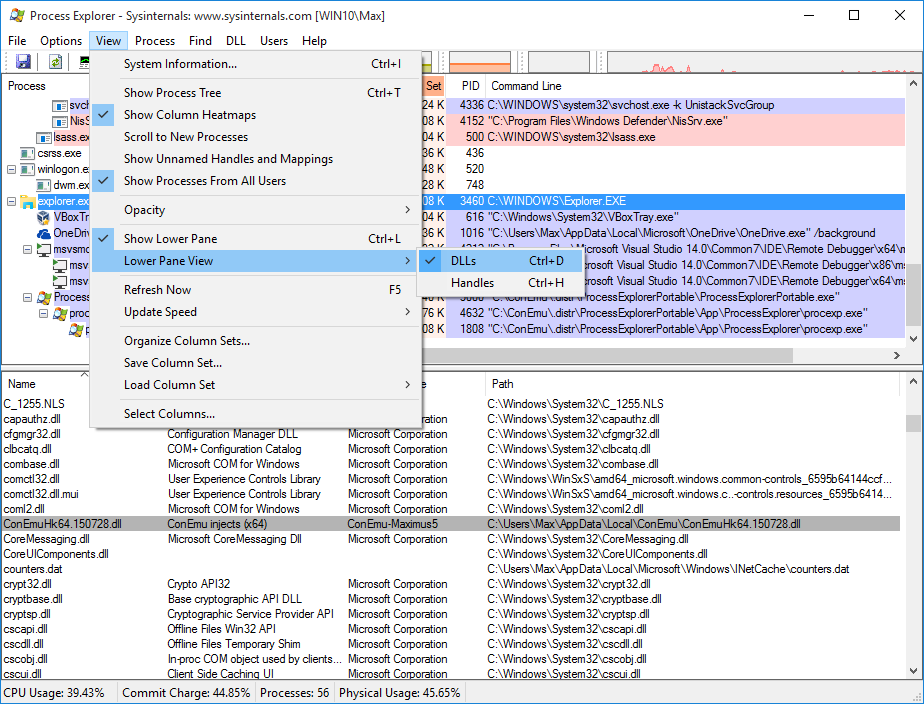 Process Explorer - Sysinternals: www.sysinternals.com [WIN10\Max]
File Options View Process Find DLL Users Help
System Information... Ctrl+I
Show Process Tree Ctrl+T
Show Column Heatmaps
Scroll to New Processes
Show Unnamed Handles and Mappings
Show Processes From All Users
Opacity
Show Lower Pane Ctrl+L
Lower Pane View
Refresh Now F5
Update Speed
Organize Column Sets...
Save Column Set...
Load Column Set
Select Columns...
DLLs Ctrl+D
Handles Ctrl+H
Process Set PID Command Line
svch 24 K 4336 C:\WINDOWS\system32\svchost.exe -k UnistackSvcGroup
NisS 08 K 4152 "C:\Program Files\Windows Defender\NisSrv.exe"
lsass.ex 04 K 500 C:\WINDOWS\system32\lsass.exe
csrss.exe 36 K 436
winlogon.ex 48 K 520
dwm.ex 28 K 748
explorer.ex 08 K 3460 C:\WINDOWS\Explorer.EXE
VBoxTr 04 K 616 "C:\Windows\System32\VBoxTray.exe"
OneDriv 36 K 1016 "C:\Users\Max\AppData\Local\Microsoft\OneDrive\OneDrive.exe" /background
msvsmo Microsoft Visual Studio 14.0\Common7\IDE\Remote Debugger\x64\m
msv soft Visual Studio 14.0\Common7\IDE\Remote Debugger\x86\ms
msv soft Visual Studio 14.0\Common7\IDE\Remote Debugger\x64\m
Process "C:\ConEmu\.distr\ProcessExplorerPortable\ProcessExplorerPortable.exe"
proc 76 K 4632 "C:\ConEmu\.distr\ProcessExplorerPortable\App\ProcessExplorer\procexp.exe"
p 08 K 1808 "C:\ConEmu\.distr\ProcessExplorerPortable\App\ProcessExplorer\procexp.exe"
Name Path
C_1255.NLS C:\Windows\System32\C_1255.NLS
capauthz.dll oration C:\Windows\System32\capauthz.dll
cfgmgr32.dll Configuration Manager DLL Microsoft Corporation C:\Windows\System32\cfgmgr32.dll
clbcatq.dll COM+ Configuration Catalog Microsoft Corporation C:\Windows\System32\clbcatq.dll
combase.dll Microsoft COM for Windows Microsoft Corporation C:\Windows\System32\combase.dll
comctl32.dll User Experience Controls Library Microsoft Corporation C:\Windows\WinSxS\amd64_microsoft.windows.common-controls_6595b64144ccf...
comctl32.dll.mui User Experience Controls Library Microsoft Corporation C:\Windows\WinSxS\amd64_microsoft.windows.c..-controls.resources_6595b6414...
coml2.dll Microsoft COM for Windows Microsoft Corporation C:\Windows\System32\coml2.dll
ConEmuHk64.150728.dll ConEmu injects (x64) ConEmu-Maximus5 C:\Users\Max\AppData\Local\ConEmu\ConEmuHk64.150728.dll
CoreMessaging.dll Microsoft CoreMessaging Dll Microsoft Corporation C:\Windows\System32\CoreMessaging.dll
CoreUIComponents.dll C:\Windows\System32\CoreUIComponents.dll
counters.dat C:\Users\Max\AppData\Local\Microsoft\Windows\INetCache\counters.dat
crypt32.dll Crypto API32 Microsoft Corporation C:\Windows\System32\crypt32.dll
cryptbase.dll Base cryptographic API DLL Microsoft Corporation C:\Windows\System32\cryptbase.dll
cryptsp.dll Cryptographic Service Provider API Microsoft Corporation C:\Windows\System32\cryptsp.dll
cscapi.dll Offline Files Win32 API Microsoft Corporation C:\Windows\System32\cscapi.dll
cscdll.dll Offline Files Temporary Shim Microsoft Corporation C:\Windows\System32\cscdll.dll
cscobj.dll In-proc COM object used by clients... Microsoft Corporation C:\Windows\System32\cscobj.dll
cscui.dll Client Side Caching UI Microsoft Corporation C:\Windows\System32\cscui.dll
CPU Usage: 39.43% Commit Charge: 44.85% Processes: 56 Physical Usage: 45.65%